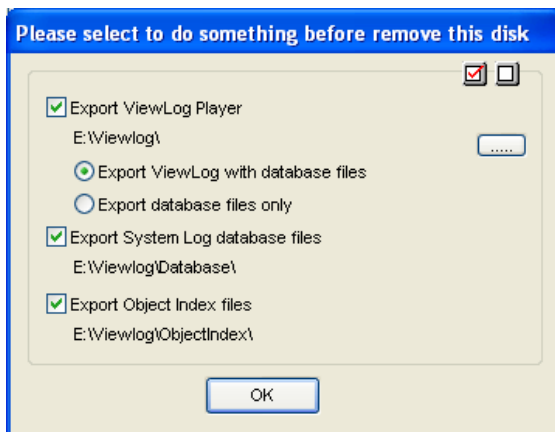 Please select to do something before remove this disk
Export ViewLog Player
E:\Viewlog\
.....
Export ViewLog with database files
Export database files only
Export System Log database files
E:\Viewlog\Database\
Export Object Index files
E:\Viewlog\ObjectIndex\
OK